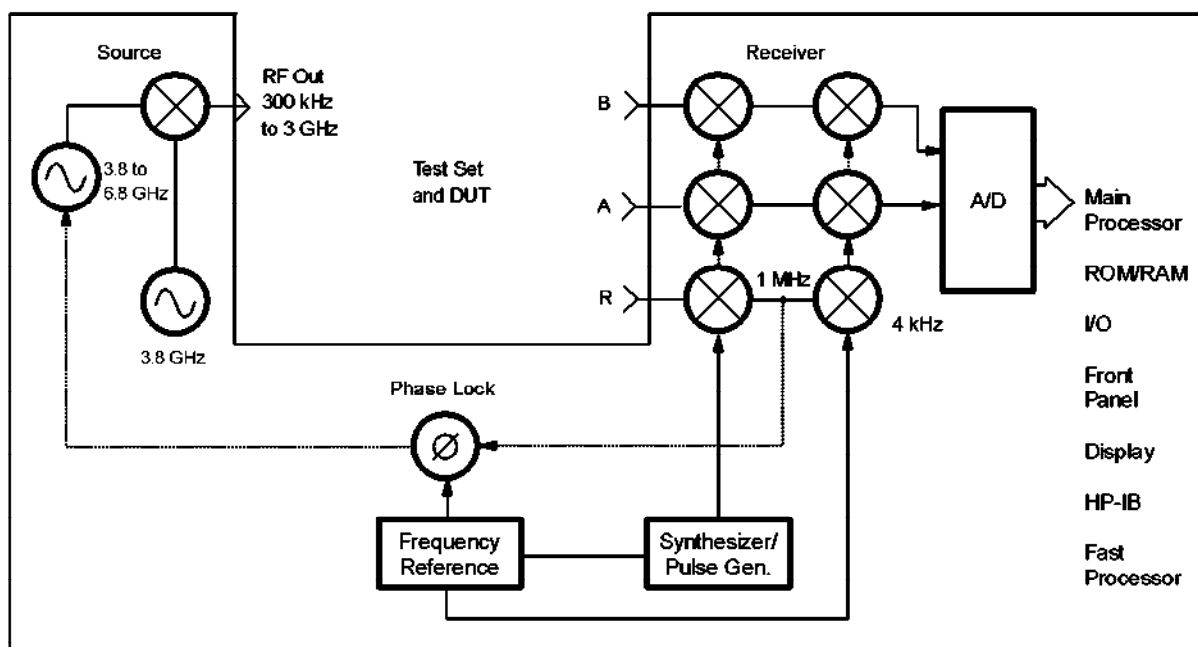 Source
RF Out
300 kHz
to 3 GHz
3.8 to
6.8 GHz
3.8 GHz
Test Set
and DUT
Receiver
B
A
R
1 MHz
4 kHz
A/D
Main
Processor
ROM/RAM
I/O
Front
Panel
Display
HP-IB
Fast
Processor
Phase Lock
Ø
Frequency
Reference
Synthesizer/
Pulse Gen.